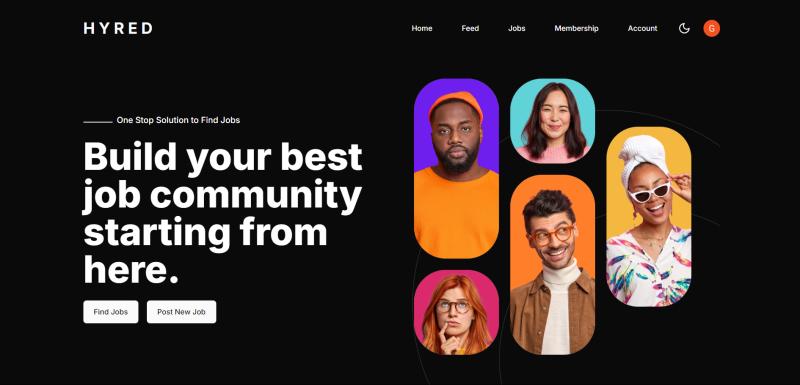 HYRED
Home Feed Jobs Membership Account G
One Stop Solution to Find Jobs
Build your best
job community
starting from
here.
Find Jobs Post New Job